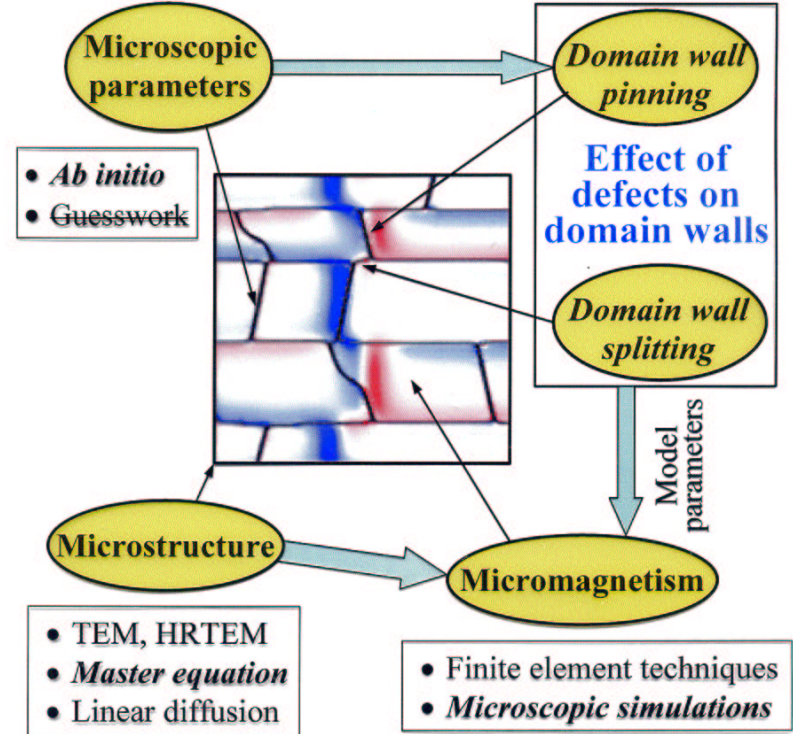 Microscopic
parameters
Domain wall
pinning
• Ab initio
• Guesswork
Effect of
defects on
domain walls
Domain wall
splitting
Model
parameters
Microstructure
Micromagnetism
• TEM, HRTEM
• Master equation
• Linear diffusion
• Finite element techniques
• Microscopic simulations